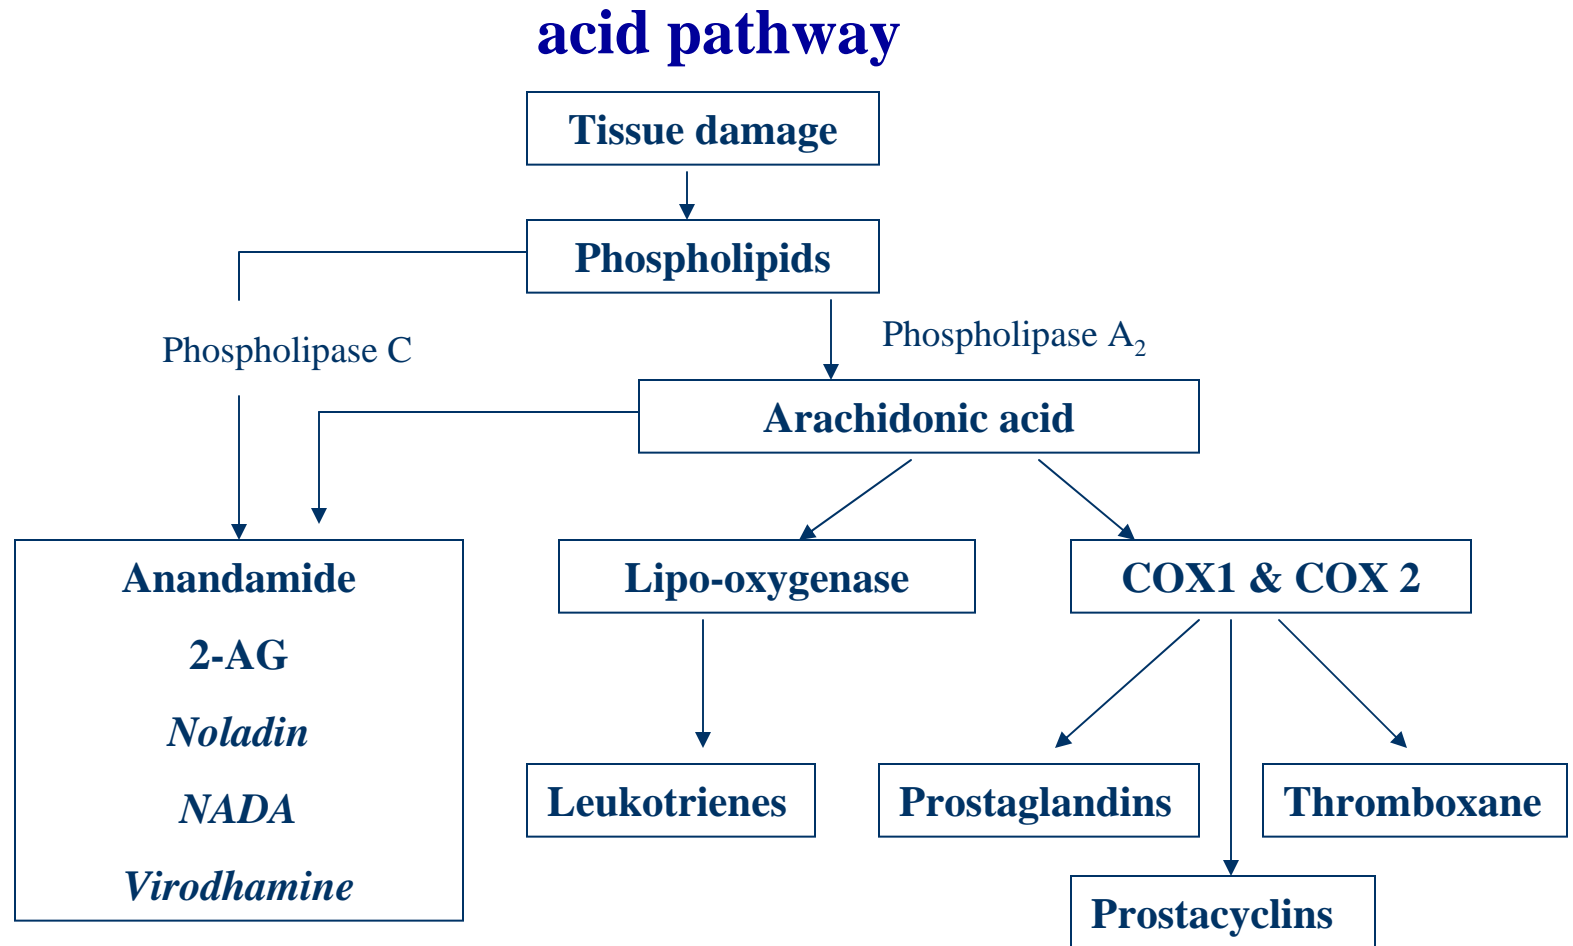 acid pathway
Tissue damage
Phospholipids
Phospholipase C
Phospholipase A₂
Arachidonic acid
Anandamide
2-AG
Noladin
NADA
Virodhamine
Lipo-oxygenase
COX1 & COX 2
Leukotrienes
Prostaglandins
Thromboxane
Prostacyclins